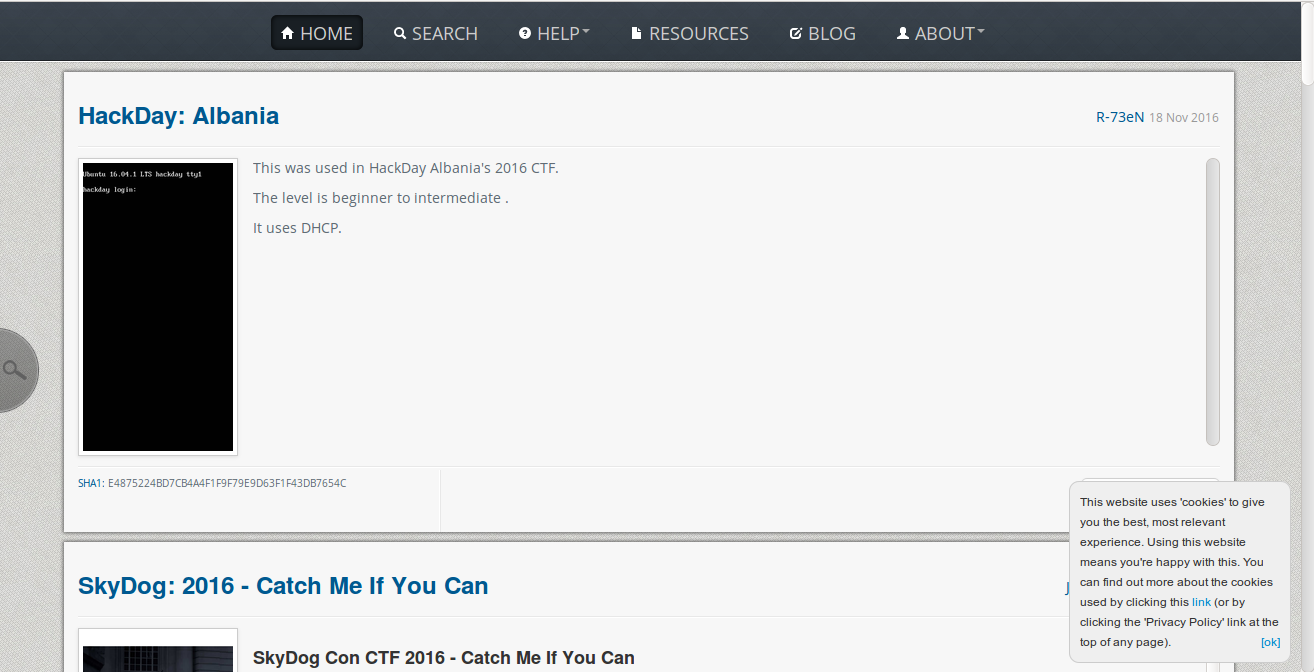 HOME SEARCH HELP RESOURCES BLOG ABOUT
HackDay: Albania
R-73eN 18 Nov 2016
Ubuntu 16.04.1 LTS hackday tty1
hackday login:
This was used in HackDay Albania's 2016 CTF.
The level is beginner to intermediate .
It uses DHCP.
SHA1: E4875224BD7CB4A4F1F9F79E9D63F1F43DB7654C
SkyDog: 2016 - Catch Me If You Can
SkyDog Con CTF 2016 - Catch Me If You Can
This website uses 'cookies' to give
you the best, most relevant
experience. Using this website
means you're happy with this. You
can find out more about the cookies
used by clicking this link (or by
clicking the 'Privacy Policy' link at the
top of any page). [ok]